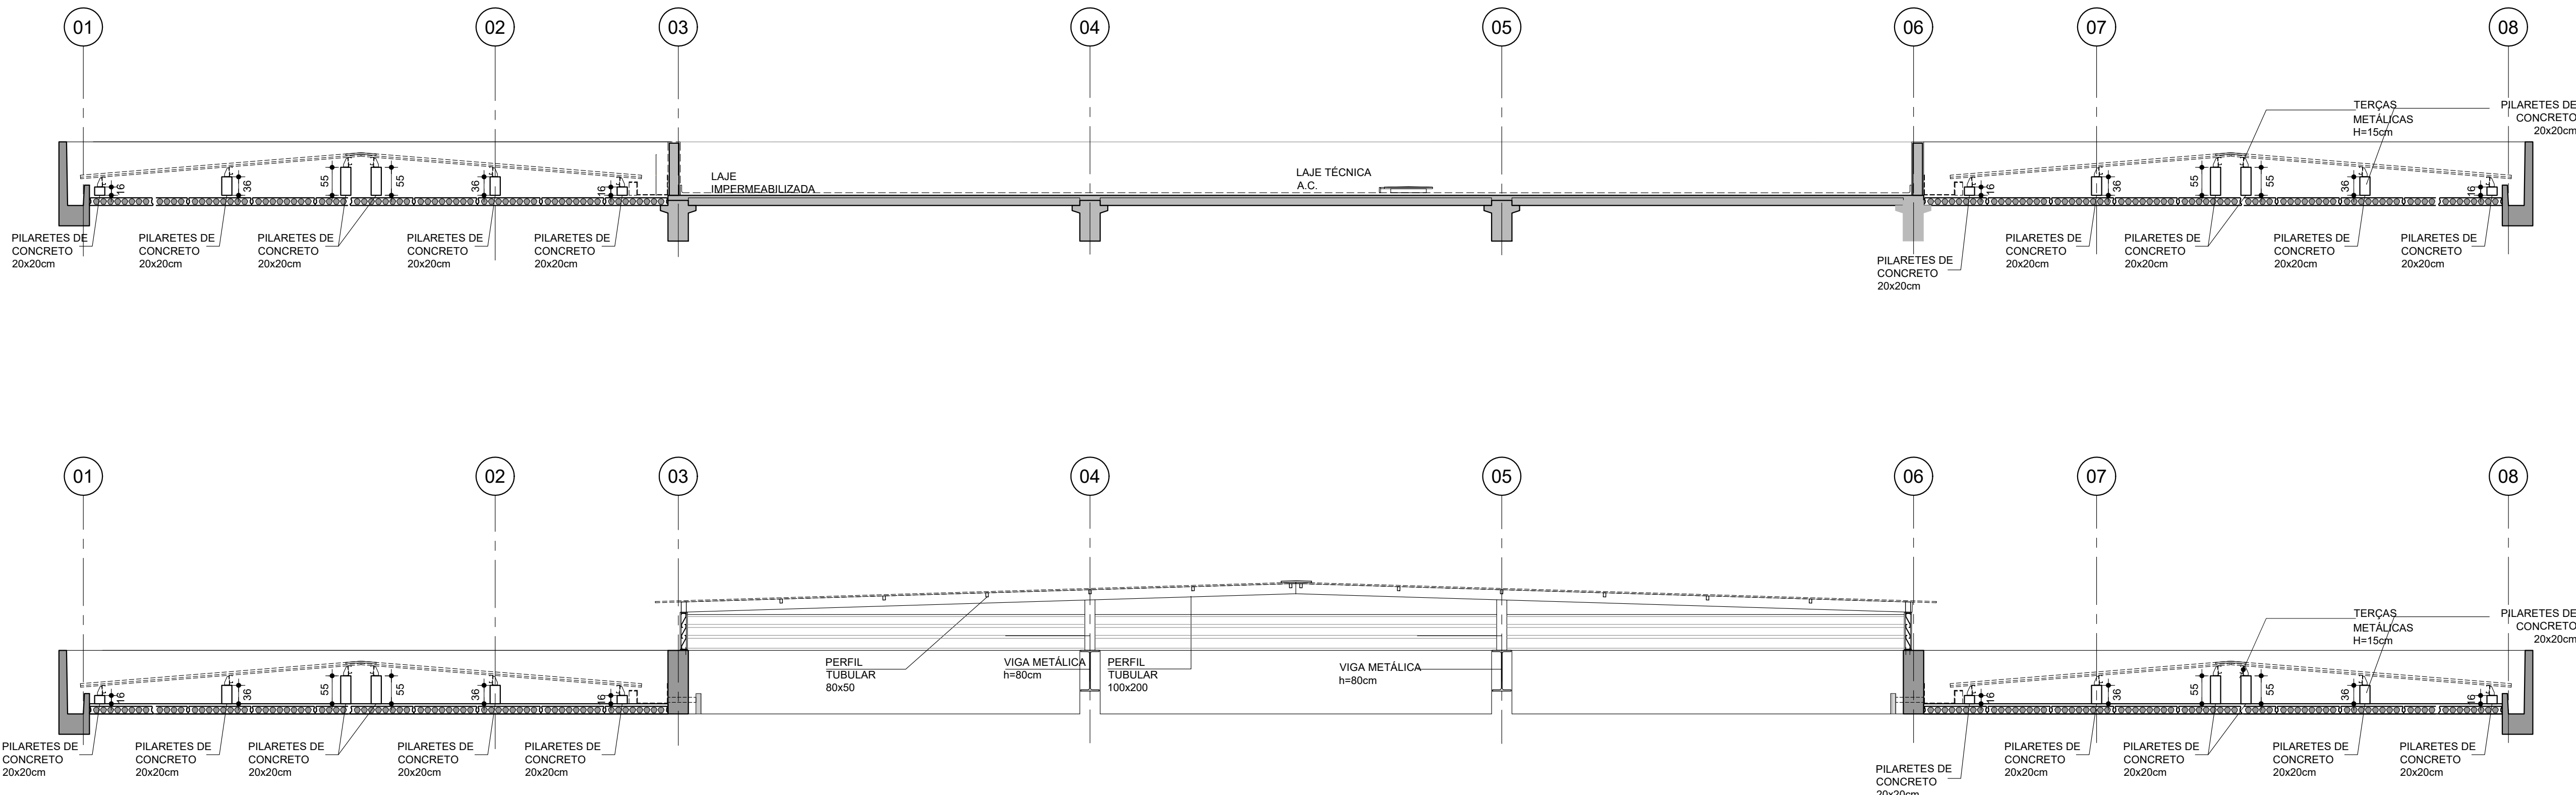 01
02
03
04
05
06
07
08
TERÇAS
METÁLICAS
H=15cm
PILARETES DE
CONCRETO
20x20cm
LAJE
IMPERMEABILIZADA
LAJE TÉCNICA
A.C.
16
36
55
55
36
16
16
36
55
55
36
16
PILARETES DE
CONCRETO
20x20cm
PILARETES DE
CONCRETO
20x20cm
PILARETES DE
CONCRETO
20x20cm
PILARETES DE
CONCRETO
20x20cm
PILARETES DE
CONCRETO
20x20cm
PILARETES DE
CONCRETO
20x20cm
PILARETES DE
CONCRETO
20x20cm
PILARETES DE
CONCRETO
20x20cm
PILARETES DE
CONCRETO
20x20cm
PILARETES DE
CONCRETO
20x20cm
01
02
03
04
05
06
07
08
TERÇAS
METÁLICAS
H=15cm
PILARETES DE
CONCRETO
20x20cm
PERFIL
TUBULAR
80x50
VIGA METÁLICA
h=80cm
PERFIL
TUBULAR
100x200
VIGA METÁLICA
h=80cm
16
36
55
55
36
16
16
36
55
55
36
16
PILARETES DE
CONCRETO
20x20cm
PILARETES DE
CONCRETO
20x20cm
PILARETES DE
CONCRETO
20x20cm
PILARETES DE
CONCRETO
20x20cm
PILARETES DE
CONCRETO
20x20cm
PILARETES DE
CONCRETO
20x20cm
PILARETES DE
CONCRETO
20x20cm
PILARETES DE
CONCRETO
20x20cm
PILARETES DE
CONCRETO
20x20cm
PILARETES DE
CONCRETO
20x20cm